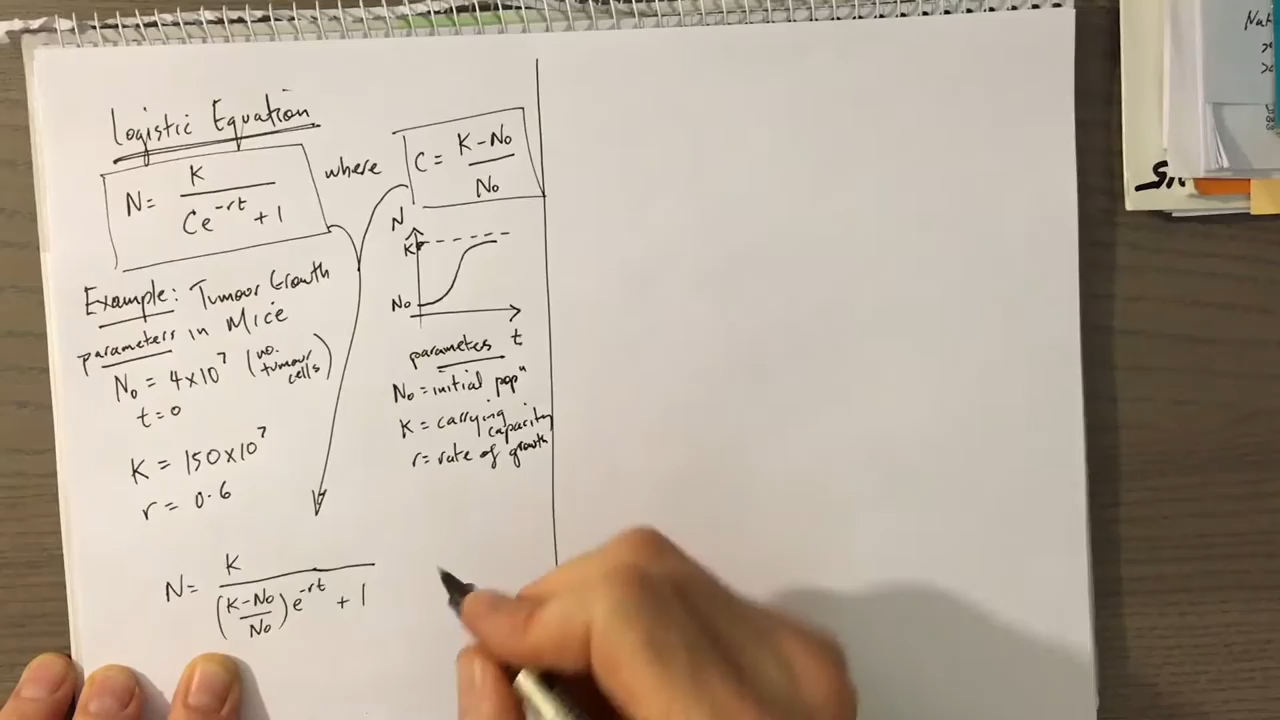 Logistic Equation
N = K / (Ce^-rt + 1) where C = (K - No) / No
Example: Tumour Growth
parameters in Mice
No = 4x10^7 (no. tumour cells)
t = 0
K = 150x10^7
r = 0.6
N
K
No
t
parameters
No = initial pop^n
K = carrying
capacity
r = rate of growth
N = K / (((K-No)/No) e^-rt + 1)